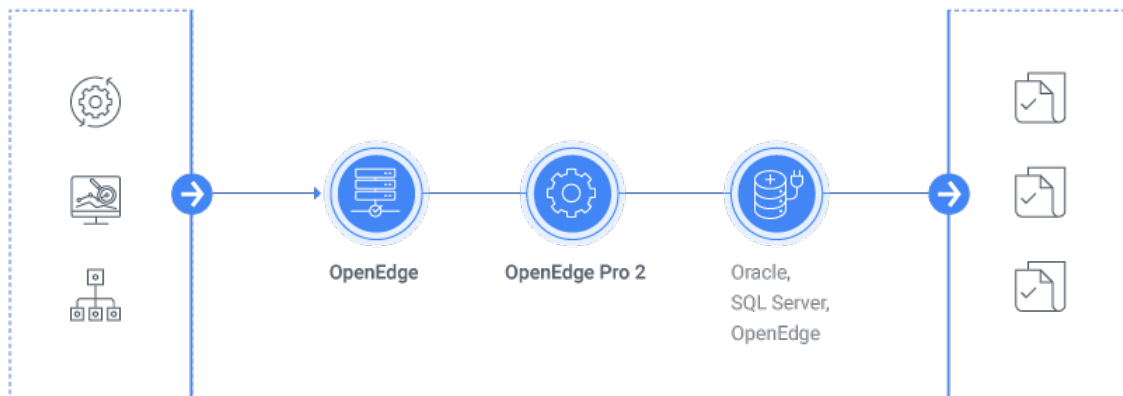 OpenEdge
OpenEdge Pro 2
Oracle,
SQL Server,
OpenEdge